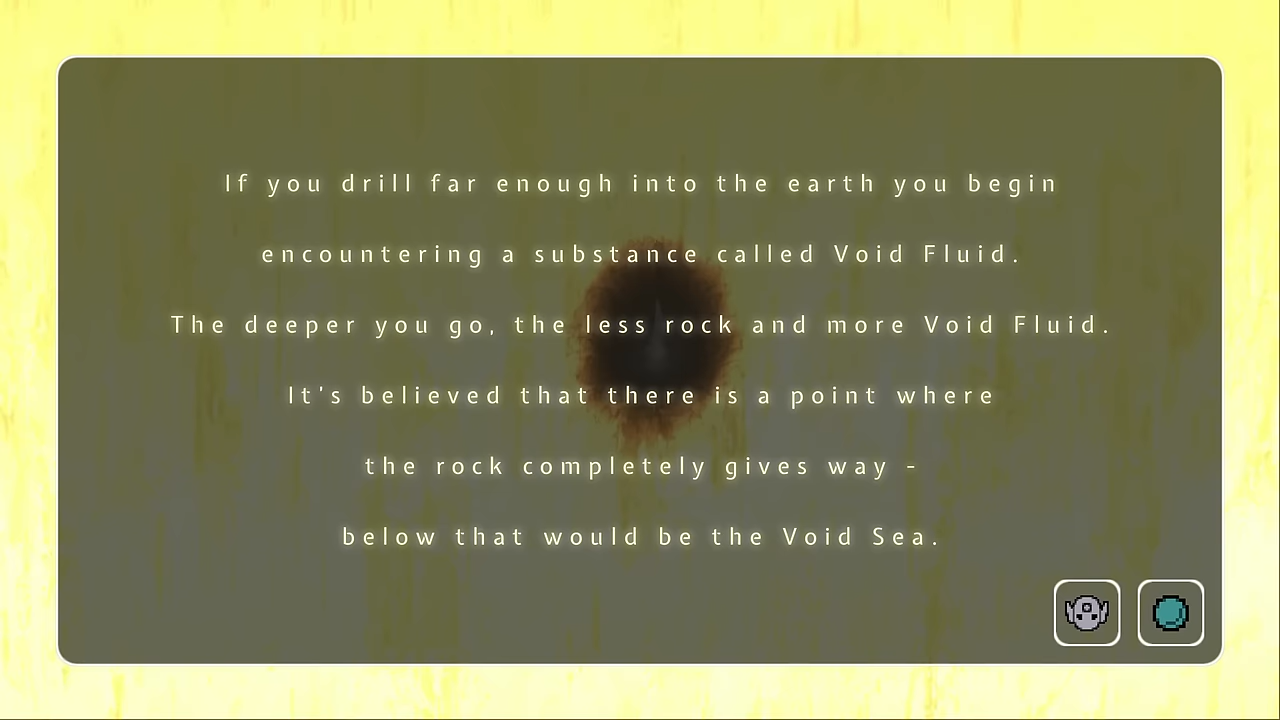 If you drill far enough into the earth you begin
encountering a substance called Void Fluid.
The deeper you go, the less rock and more Void Fluid.
It's believed that there is a point where
the rock completely gives way -
below that would be the Void Sea.